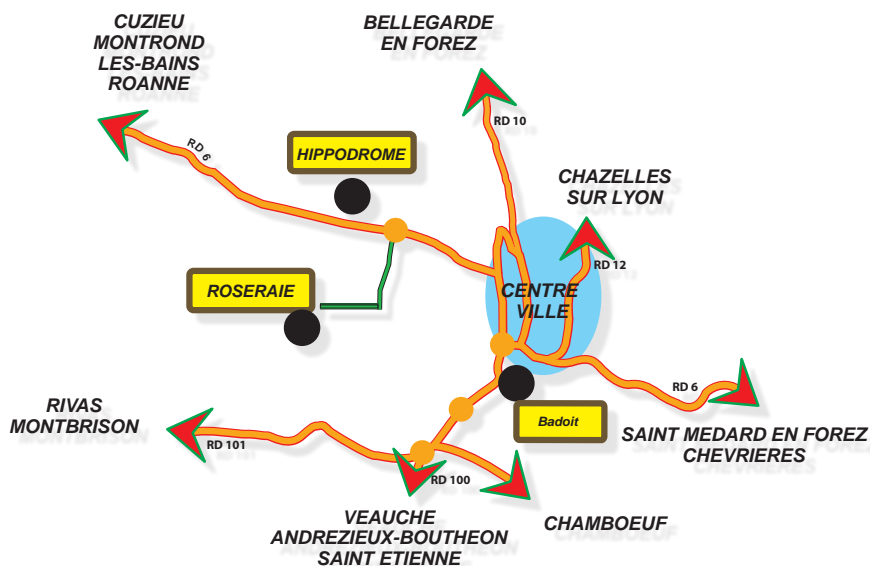 CUZIEU
MONTROND
LES-BAINS
ROANNE
BELLEGARDE
EN FOREZ
RD 10
RD 6
HIPPODROME
CHAZELLES
SUR LYON
RD 12
ROSERAIE
CENTRE
VILLE
RD 6
RIVAS
MONTBRISON
RD 101
Badoit
SAINT MEDARD EN FOREZ
CHEVRIERES
RD 100
VEAUCHE
ANDREZIEUX-BOUTHEON
SAINT ETIENNE
CHAMBOEUF